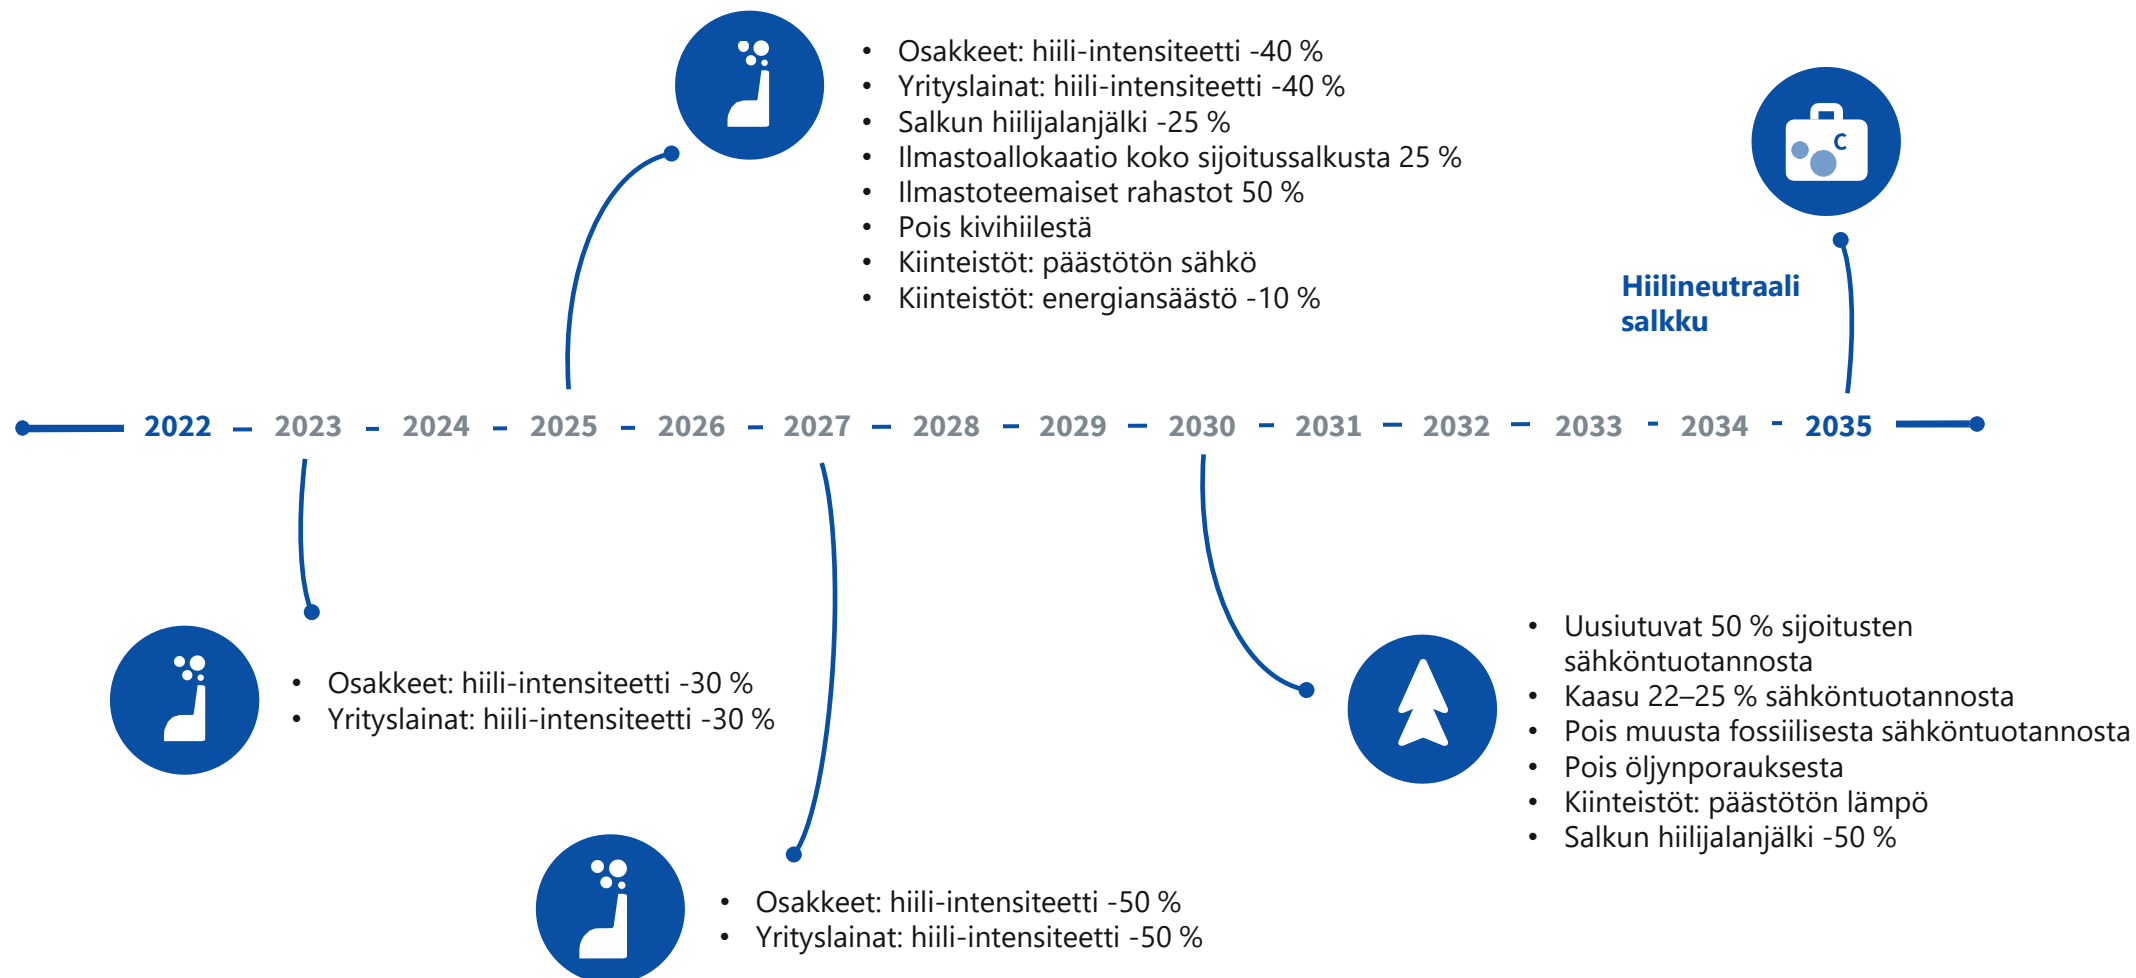 • Osakkeet: hiili-intensiteetti -40 %
• Yrityslainat: hiili-intensiteetti -40 %
• Salkun hiilijalanjälki -25 %
• Ilmastoallokaatio koko sijoitussalkusta 25 %
• Ilmastoteemaiset rahastot 50 %
• Pois kivihiilestä
• Kiinteistöt: päästötön sähkö
• Kiinteistöt: energiansäästö -10 %
C
Hiilineutraali
salkku
2022 – 2023 – 2024 – 2025 – 2026 – 2027 – 2028 – 2029 – 2030 – 2031 – 2032 – 2033 - 2034 - 2035
• Osakkeet: hiili-intensiteetti -30 %
• Yrityslainat: hiili-intensiteetti -30 %
• Uusiutuvat 50 % sijoitusten
sähköntuotannosta
• Kaasu 22–25 % sähköntuotannosta
• Pois muusta fossiilisesta sähköntuotannosta
• Pois öljynporauksesta
• Kiinteistöt: päästötön lämpö
• Salkun hiilijalanjälki -50 %
• Osakkeet: hiili-intensiteetti -50 %
• Yrityslainat: hiili-intensiteetti -50 %